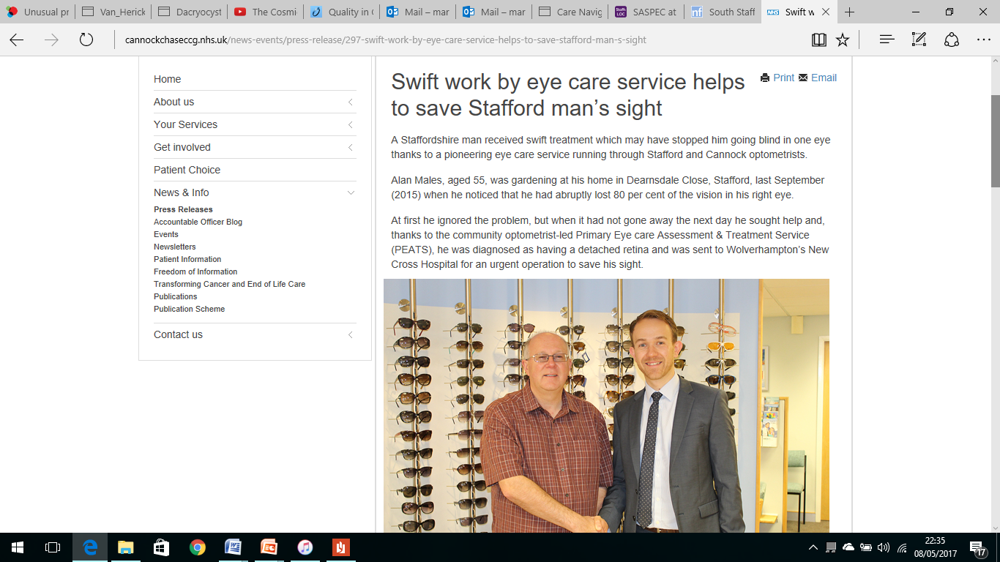 Unusual pr
Van_Herick
Dacryocyst
The Cosmi
Quality in
Mail – mar
Mail – mar
Care Navig
SASPEC at
South Staff
NHS
Swift w
cannockchaseccg.nhs.uk/news-events/press-release/297-swift-work-by-eye-care-service-helps-to-save-stafford-man-s-sight
Home
About us
Your Services
Get involved
Patient Choice
News & Info
Press Releases
Accountable Officer Blog
Events
Newsletters
Patient Information
Freedom of Information
Transforming Cancer and End of Life Care
Publications
Publication Scheme
Contact us
Swift work by eye care service helps
to save Stafford man’s sight
Print Email
A Staffordshire man received swift treatment which may have stopped him going blind in one eye
thanks to a pioneering eye care service running through Stafford and Cannock optometrists.
Alan Males, aged 55, was gardening at his home in Dearnsdale Close, Stafford, last September
(2015) when he noticed that he had abruptly lost 80 per cent of the vision in his right eye.
At first he ignored the problem, but when it had not gone away the next day he sought help and,
thanks to the community optometrist-led Primary Eye care Assessment & Treatment Service
(PEATS), he was diagnosed as having a detached retina and was sent to Wolverhampton’s New
Cross Hospital for an urgent operation to save his sight.
22:35
08/05/2017
17